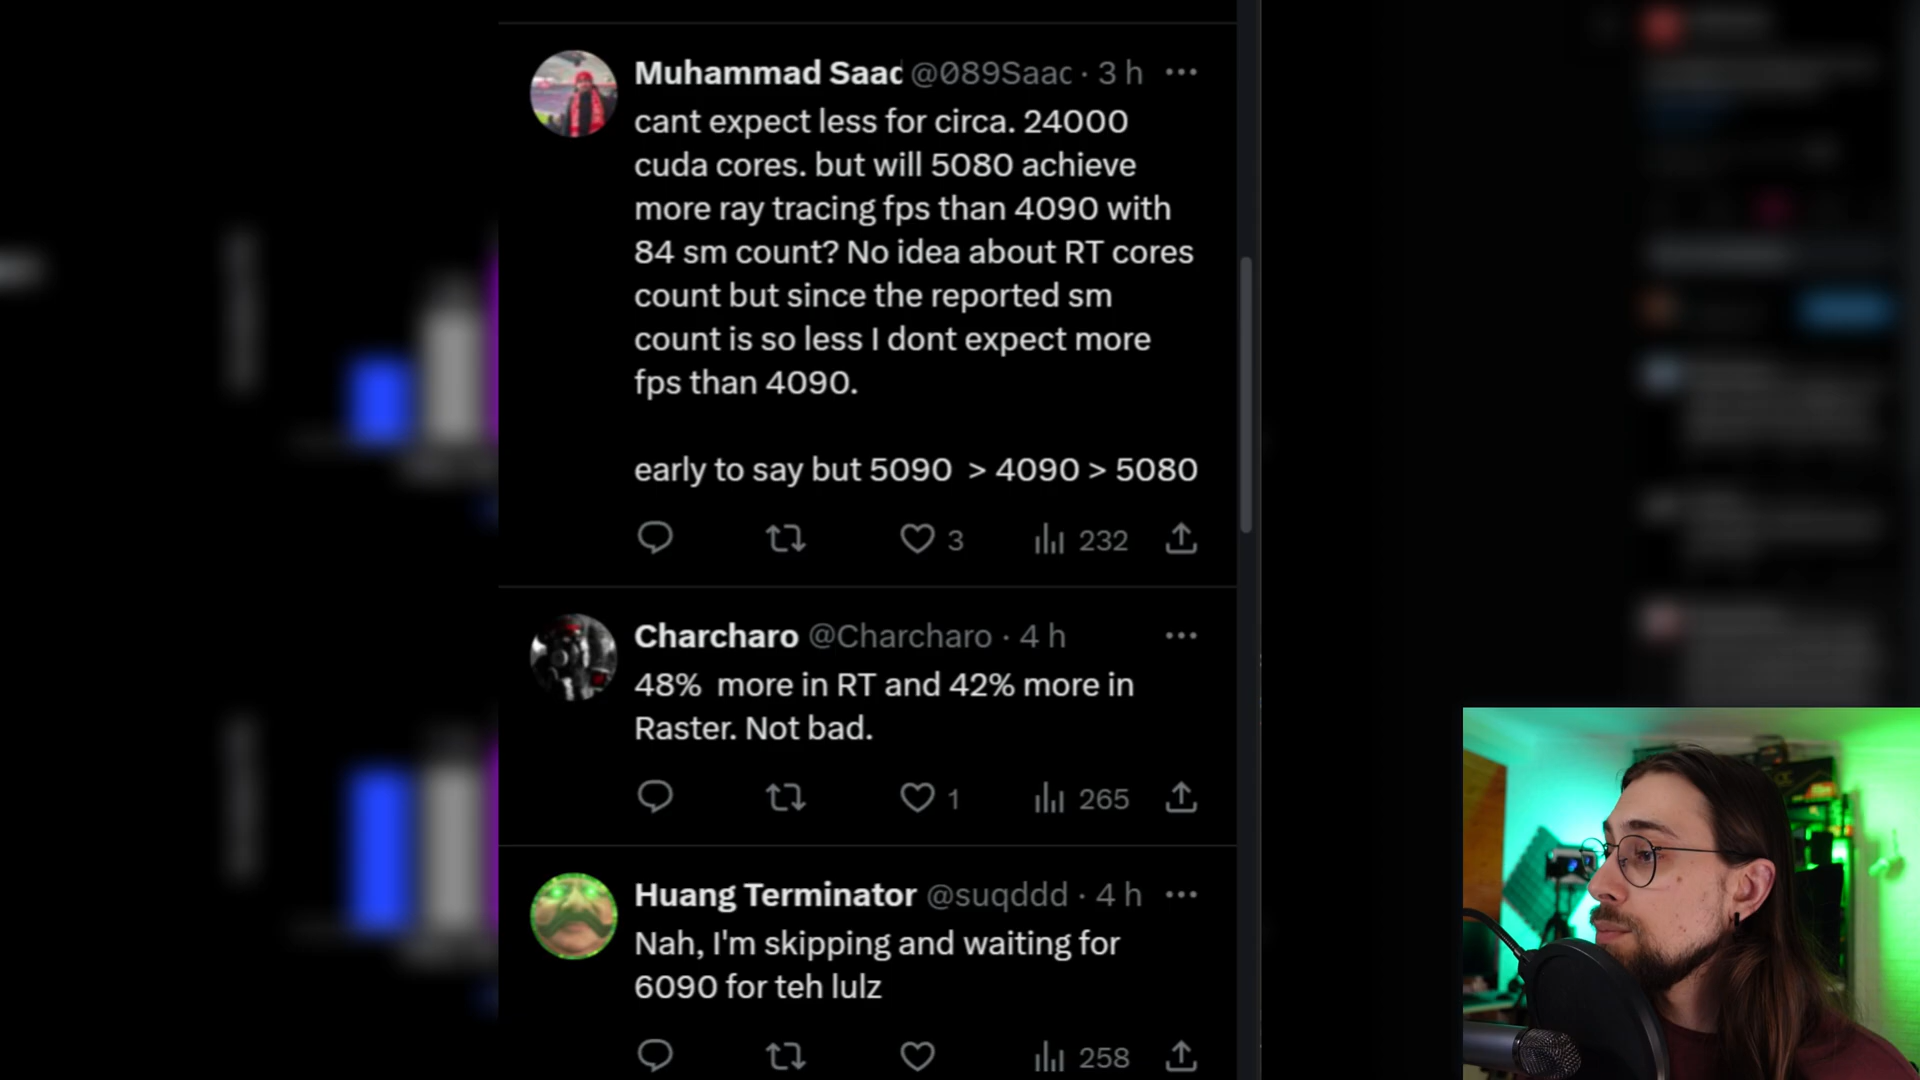 Muhammad Saad @089Saac · 3 h
cant expect less for circa. 24000
cuda cores. but will 5080 achieve
more ray tracing fps than 4090 with
84 sm count? No idea about RT cores
count but since the reported sm
count is so less I dont expect more
fps than 4090.
early to say but 5090  > 4090 > 5080
3 232
Charcharo @Charcharo · 4 h
48%  more in RT and 42% more in
Raster. Not bad.
1 265
Huang Terminator @suqddd · 4 h
Nah, I'm skipping and waiting for
6090 for teh lulz
258